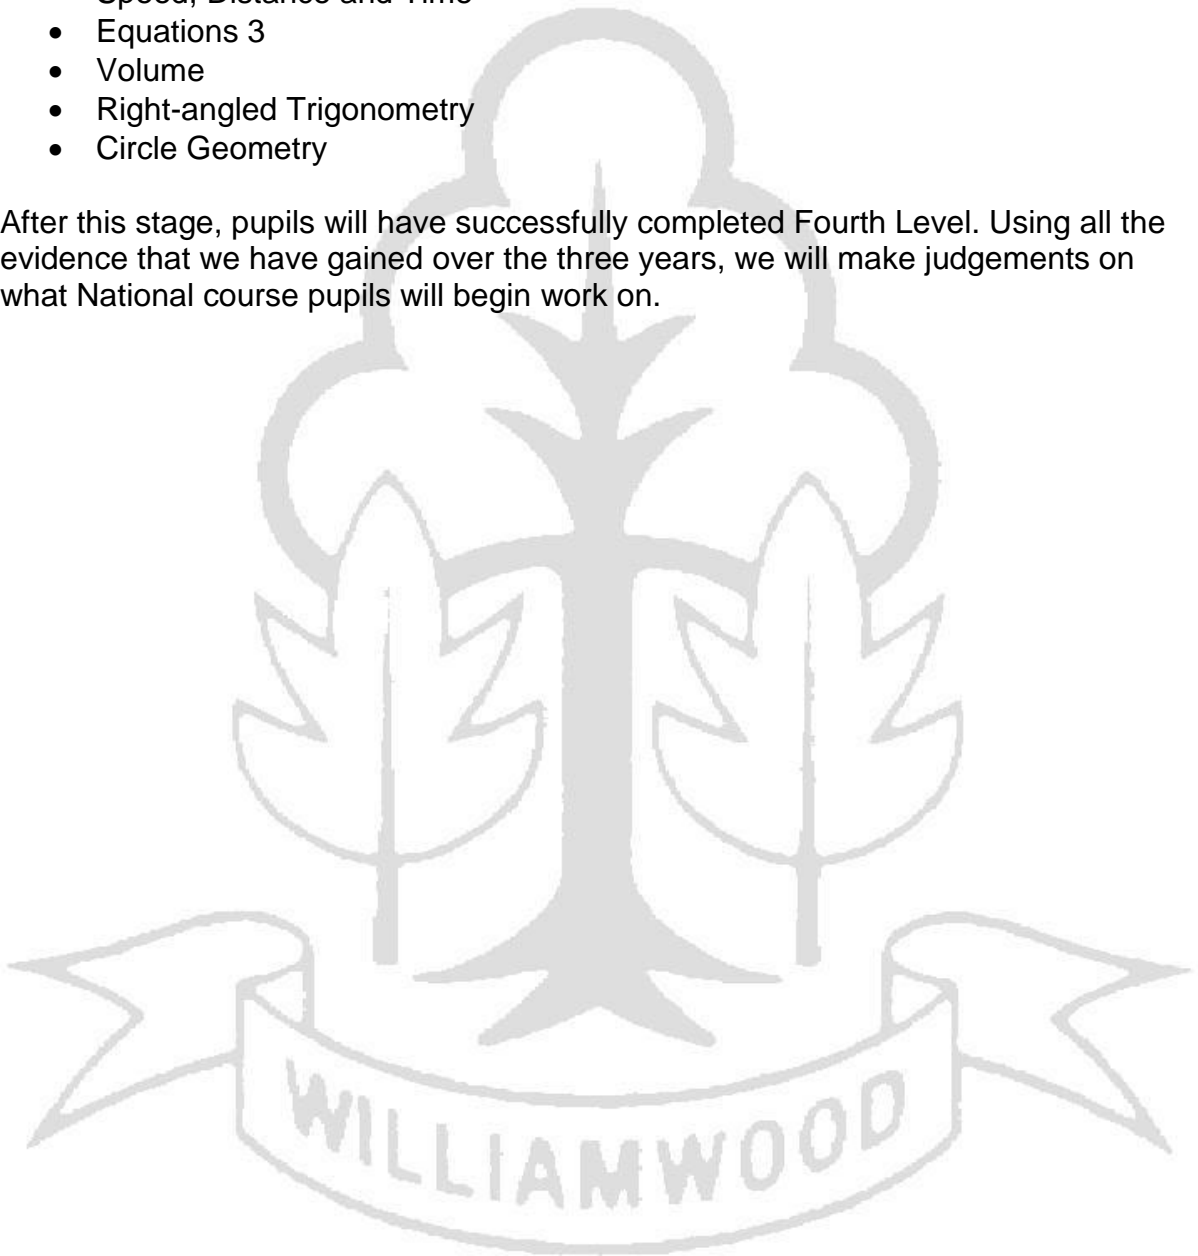 Speed, Distance and Time
• Equations 3
• Volume
• Right-angled Trigonometry
• Circle Geometry
After this stage, pupils will have successfully completed Fourth Level. Using all the
evidence that we have gained over the three years, we will make judgements on
what National course pupils will begin work on.
WILLIAMWOOD